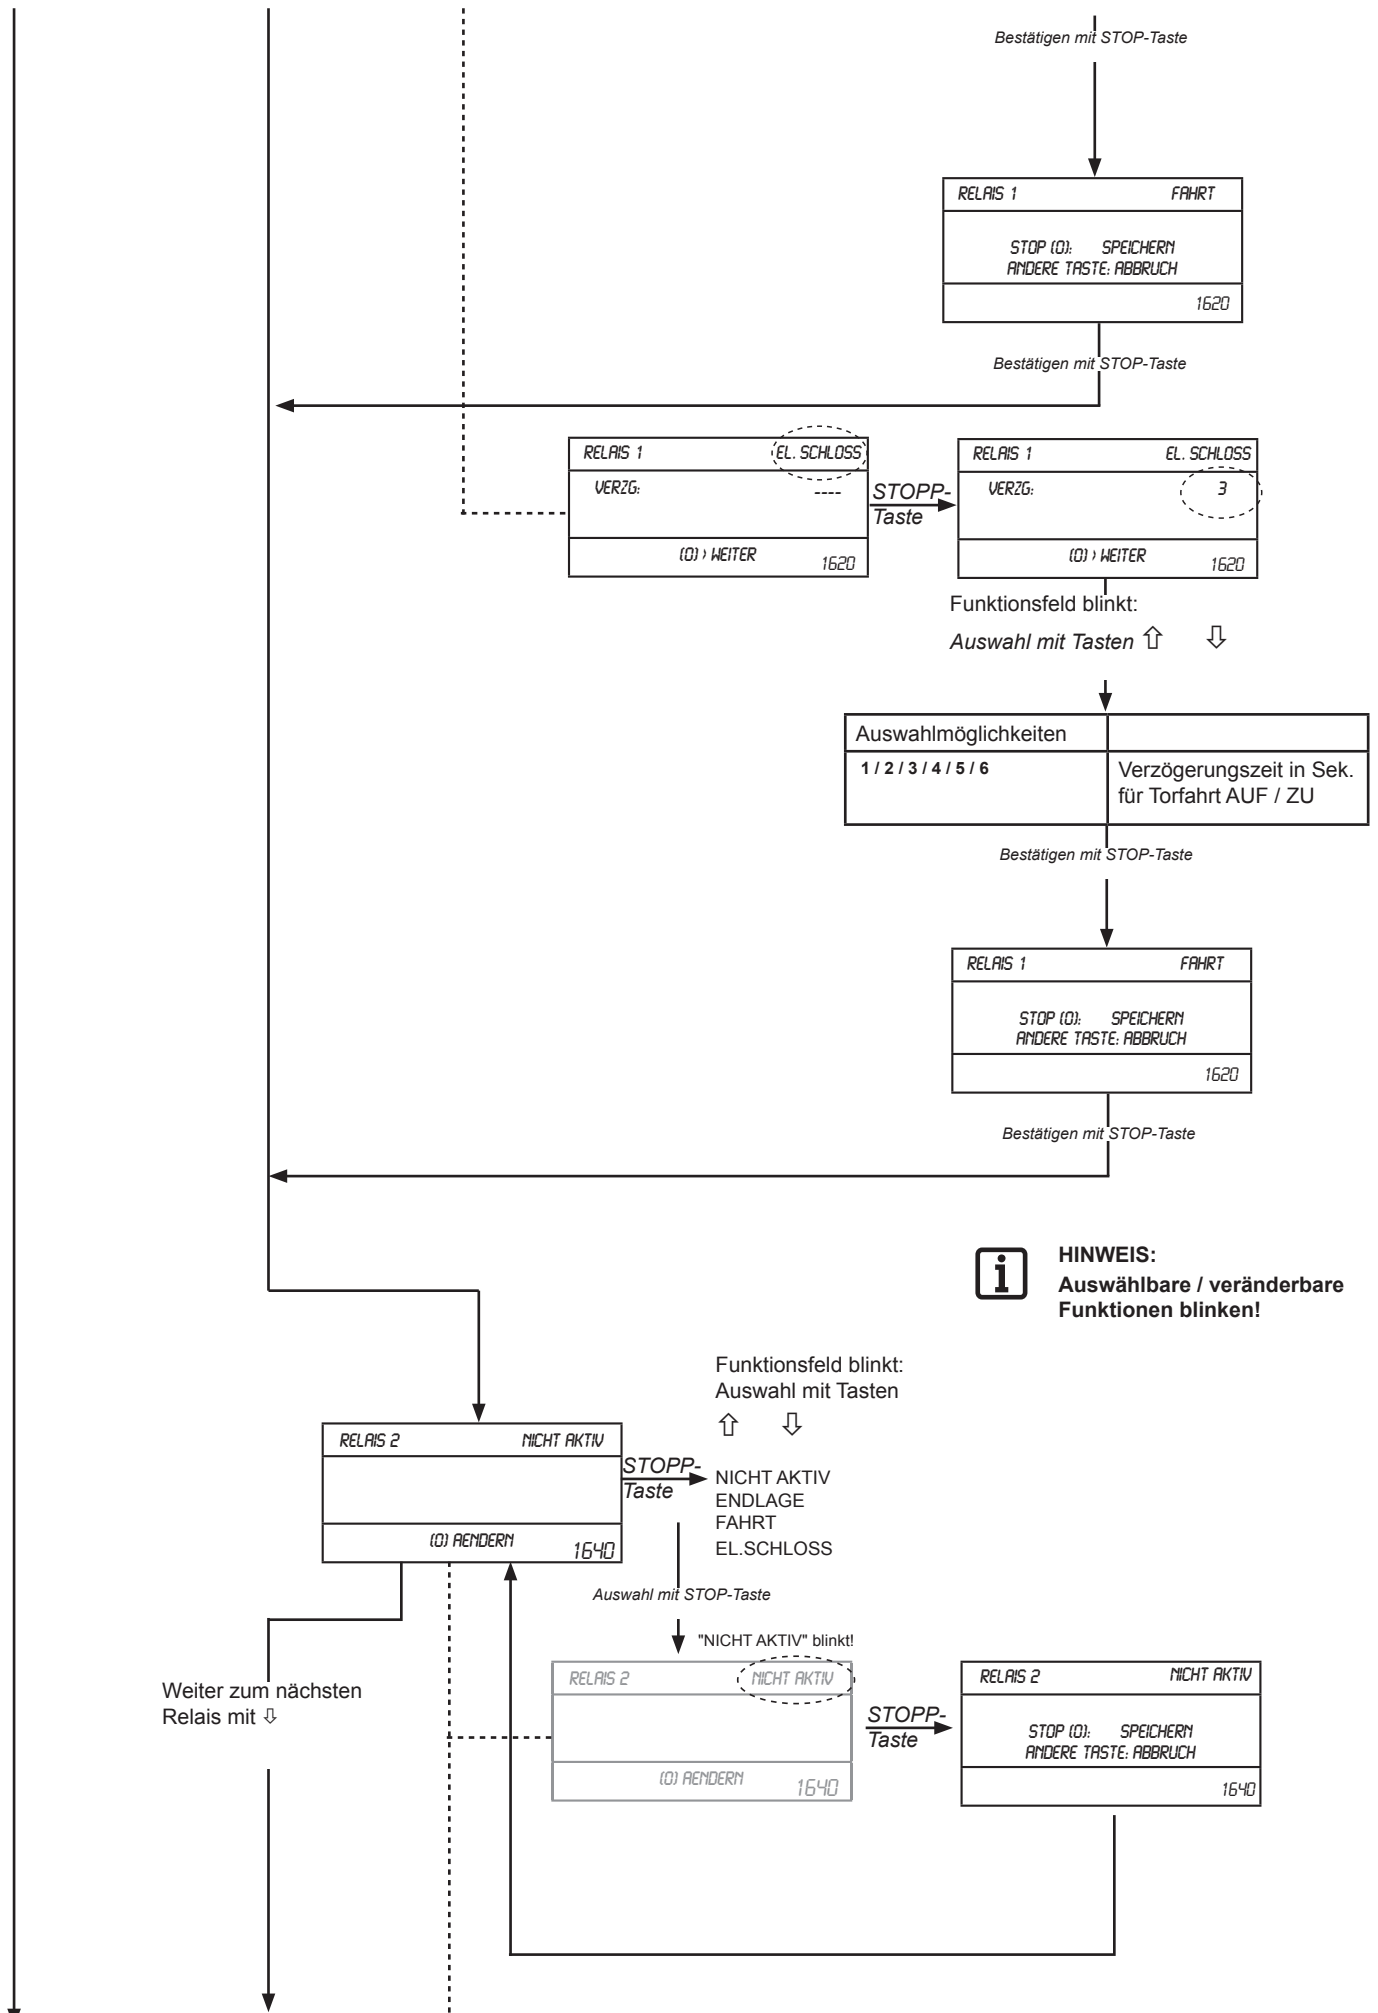 Bestätigen mit STOP-Taste
RELAIS 1 FAHRT
STOP (0): SPEICHERN
ANDERE TASTE: ABBRUCH
1620
Bestätigen mit STOP-Taste
RELAIS 1 EL. SCHLOSS
VERZG: ----
(0) > WEITER 1620
STOPP-
Taste
RELAIS 1 EL. SCHLOSS
VERZG: 3
(0) > WEITER 1620
Funktionsfeld blinkt:
Auswahl mit Tasten ⇧ ⇩
Auswahlmöglichkeiten
1 / 2 / 3 / 4 / 5 / 6
Verzögerungszeit in Sek.
für Torfahrt AUF / ZU
Bestätigen mit STOP-Taste
RELAIS 1 FAHRT
STOP (0): SPEICHERN
ANDERE TASTE: ABBRUCH
1620
Bestätigen mit STOP-Taste
HINWEIS:
Auswählbare / veränderbare
Funktionen blinken!
Funktionsfeld blinkt:
Auswahl mit Tasten
⇧ ⇩
RELAIS 2 NICHT AKTIV
(0) AENDERN 1640
STOPP-
Taste
NICHT AKTIV
ENDLAGE
FAHRT
EL.SCHLOSS
Auswahl mit STOP-Taste
"NICHT AKTIV" blinkt!
Weiter zum nächsten
Relais mit ⇩
RELAIS 2 NICHT AKTIV
(0) AENDERN 1640
STOPP-
Taste
RELAIS 2 NICHT AKTIV
STOP (0): SPEICHERN
ANDERE TASTE: ABBRUCH
1640